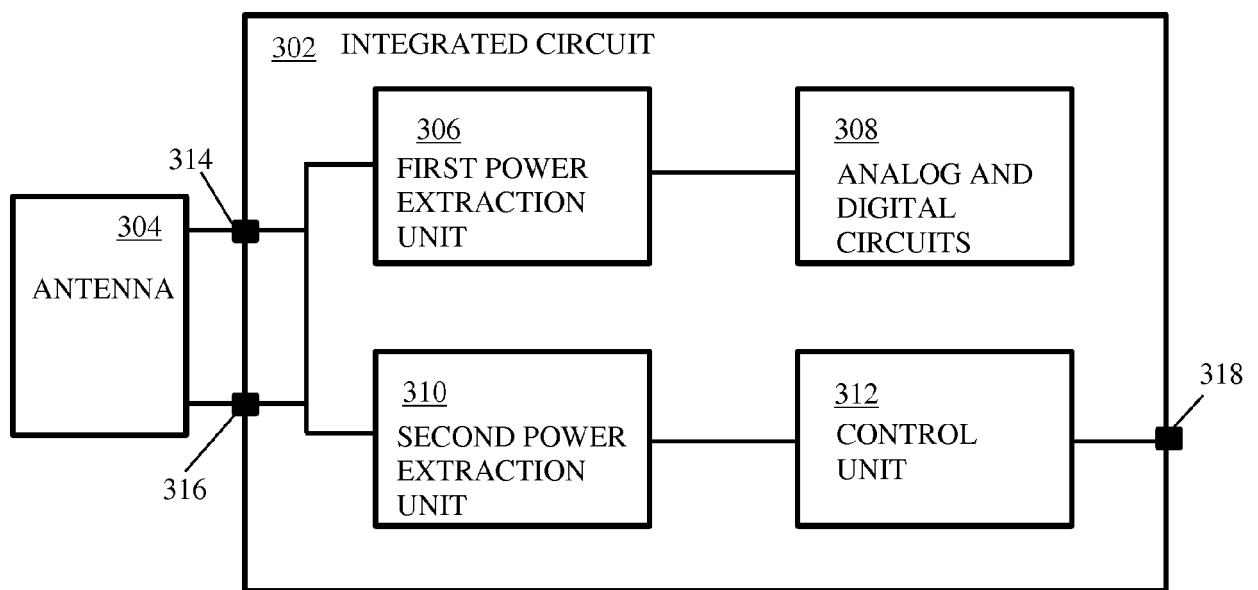 302 INTEGRATED CIRCUIT
306
FIRST POWER
EXTRACTION
UNIT
308
ANALOG AND
DIGITAL
CIRCUITS
314
304
ANTENNA
310
SECOND POWER
EXTRACTION
UNIT
312
CONTROL
UNIT
318
316